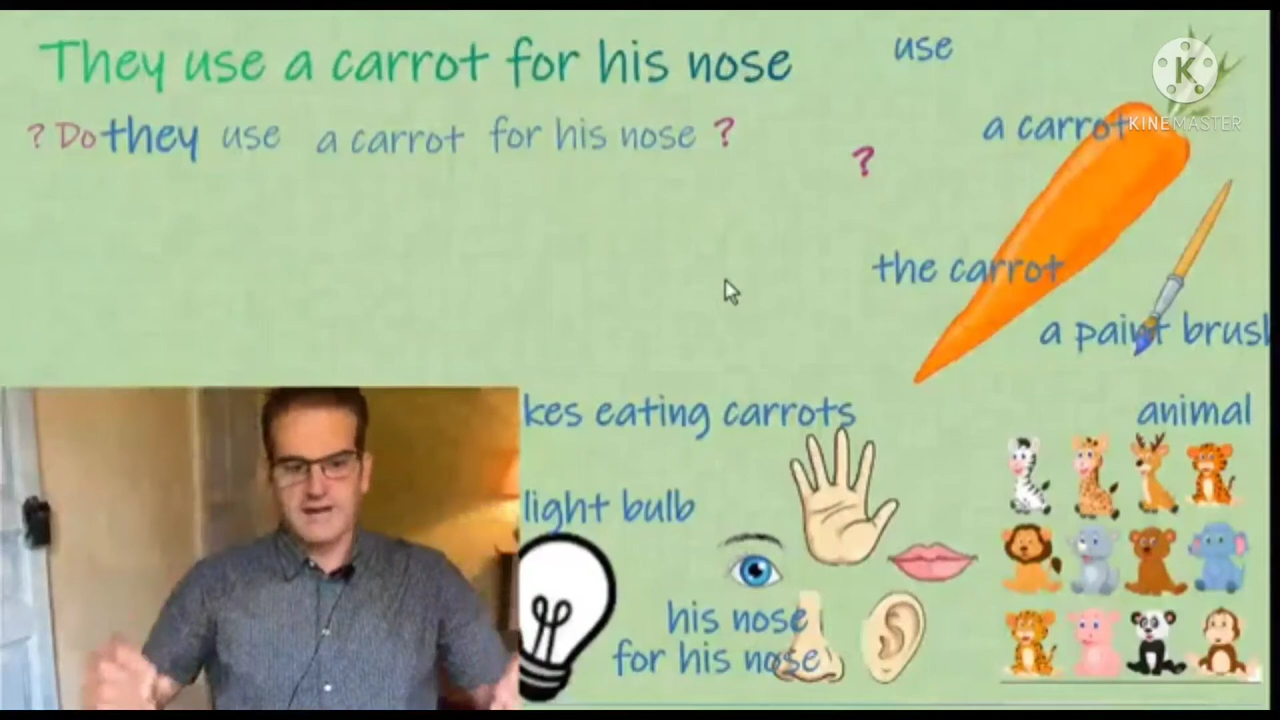 They use a carrot for his nose
use
? Do they use a carrot for his nose ?
a carrot
K
KINEMASTER
?
the carrot
a paint brush
kes eating carrots
animal
light bulb
his nose
for his nose